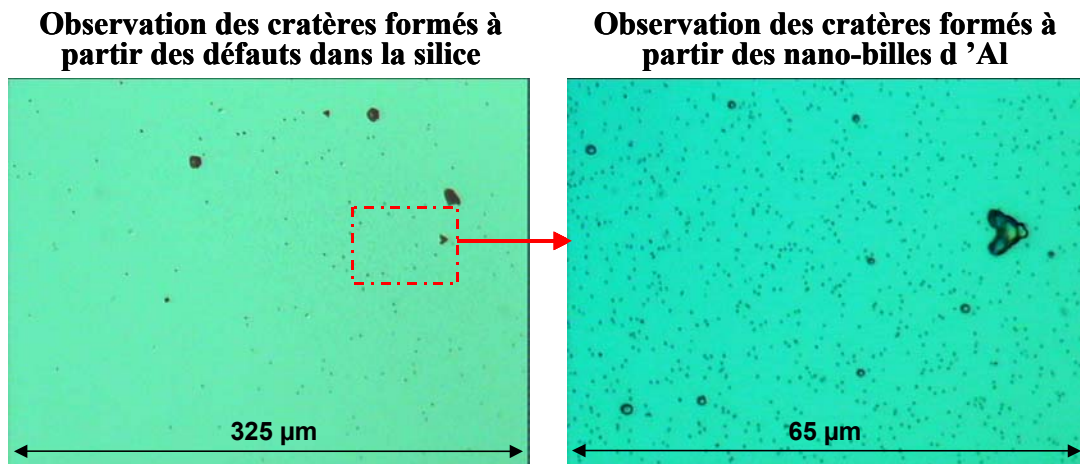 Observation des cratères formés à
partir des défauts dans la silice
Observation des cratères formés à
partir des nano-billes d ’Al
325 µm
65 µm